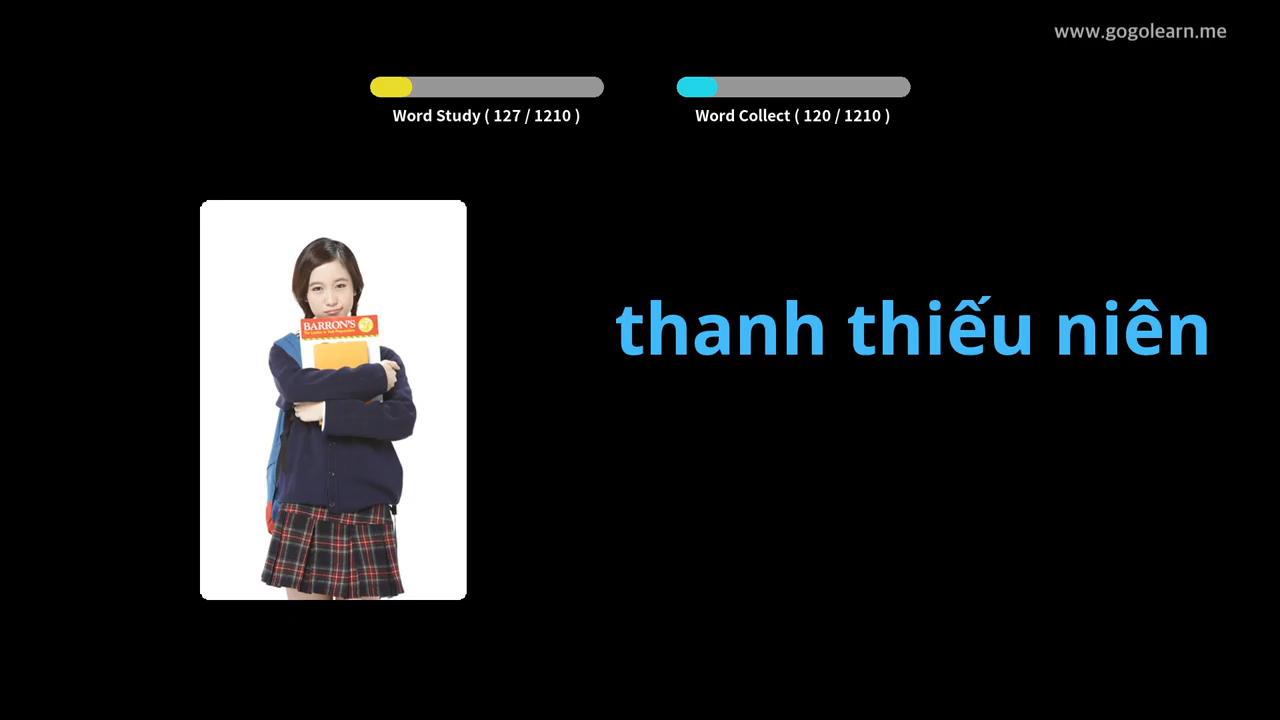 www.gogolearn.me
Word Study ( 127 / 1210 )
Word Collect ( 120 / 1210 )
BARRON'S
thanh thiếu niên